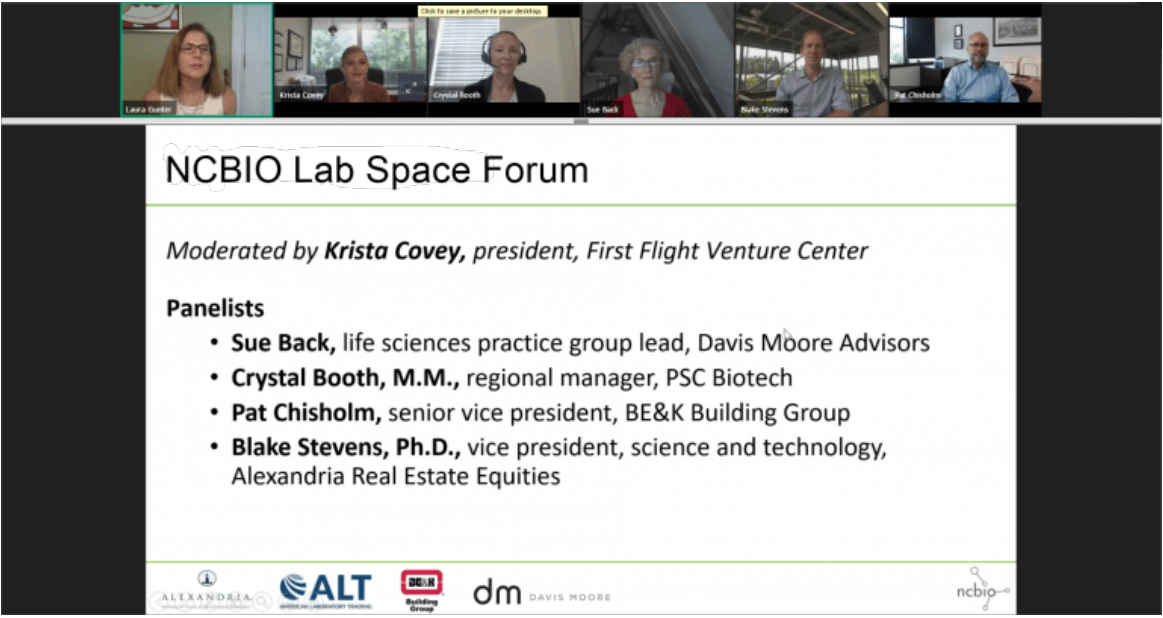 Click to save a picture to your desktop.
Laura Gunter
Krista Covey
Crystal Booth
Sue Back
Blake Stevens
Pat Chisholm
NCBIO Lab Space Forum
Moderated by Krista Covey, president, First Flight Venture Center
Panelists
• Sue Back, life sciences practice group lead, Davis Moore Advisors
• Crystal Booth, M.M., regional manager, PSC Biotech
• Pat Chisholm, senior vice president, BE&K Building Group
• Blake Stevens, Ph.D., vice president, science and technology,
Alexandria Real Estate Equities
ALEXANDRIA.
ALT
AMERICAN LABORATORY TRADING
BE&K
Building
Group
dm DAVIS MOORE
ncbio